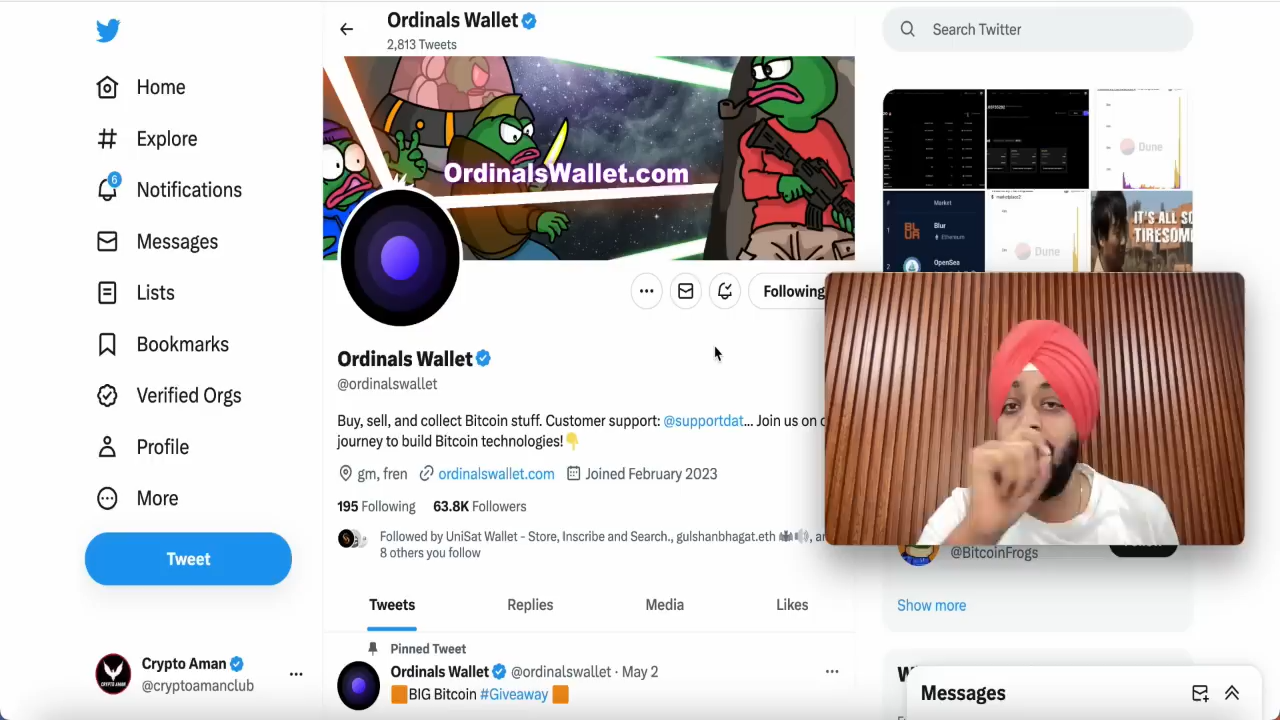 Home
Explore
6
Notifications
Messages
Lists
Bookmarks
Verified Orgs
Profile
More
Tweet
Crypto Aman
@cryptoamanclub
Ordinals Wallet
2,813 Tweets
OrdinalsWallet.com
Following
Ordinals Wallet
@ordinalswallet
Buy, sell, and collect Bitcoin stuff. Customer support: @supportdat... Join us on
journey to build Bitcoin technologies!👇
gm, fren ordinalswallet.com Joined February 2023
195 Following 63.8K Followers
Followed by UniSat Wallet - Store, Inscribe and Search., gulshanbhagat.eth
8 others you follow
Tweets Replies Media Likes
Pinned Tweet
Ordinals Wallet @ordinalswallet · May 2
🟧BIG Bitcoin #Giveaway 🟧
Search Twitter
Dune
# Market
1 Blur
Ethereum
2 OpenSea
Dune
IT'S ALL SO
TIRESOME
@BitcoinFrogs
Show more
Messages